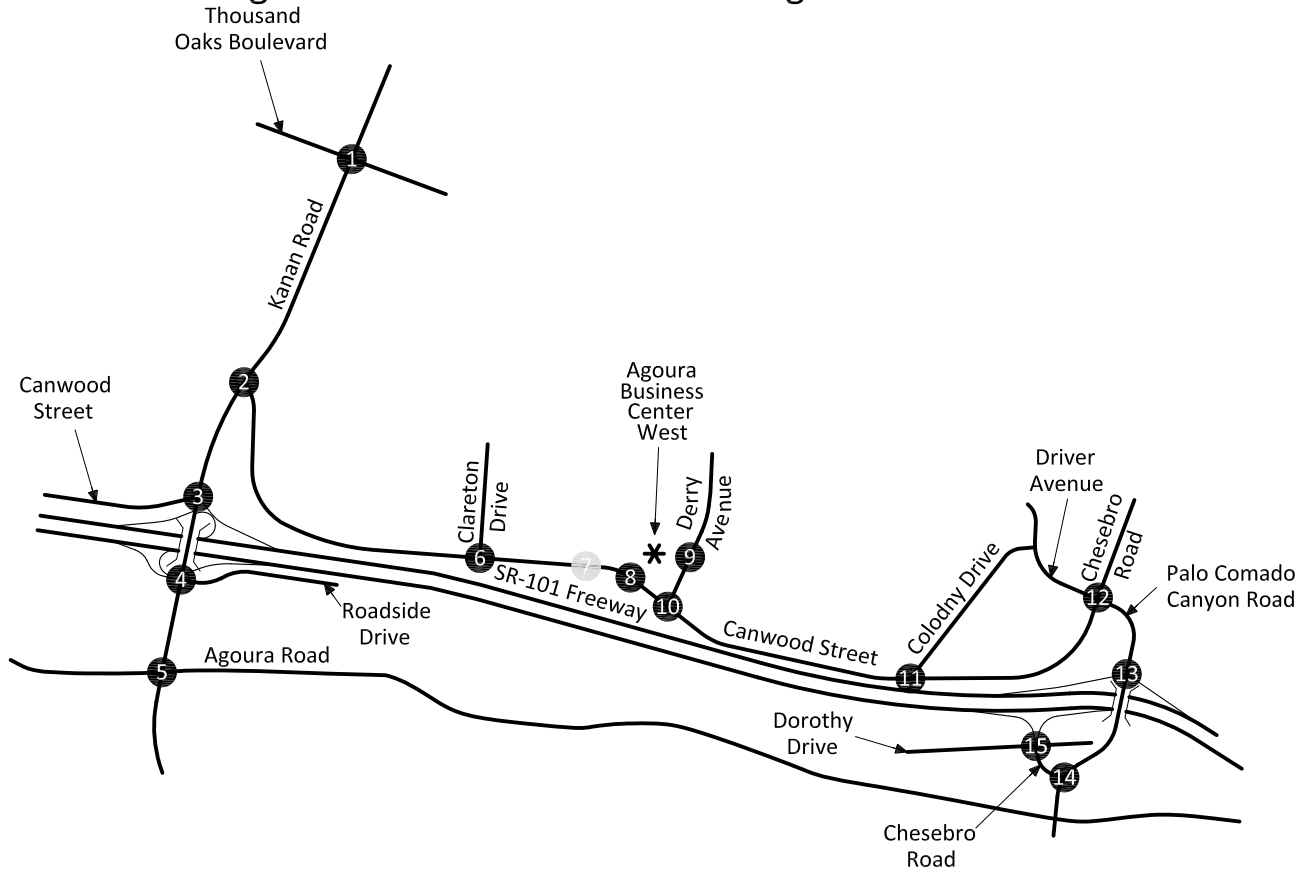 Thousand
Oaks Boulevard
1
Kanan Road
2
Canwood
Street
Agoura
Business
Center
West
3
Clareton
Drive
Derry
Avenue
Driver
Avenue
Chesebro
Road
4
6
7
8
9
10
SR-101 Freeway
Roadside
Drive
Canwood Street
Colodny Drive
12
Palo Comado
Canyon Road
5
Agoura Road
11
13
Dorothy
Drive
15
14
Chesebro
Road